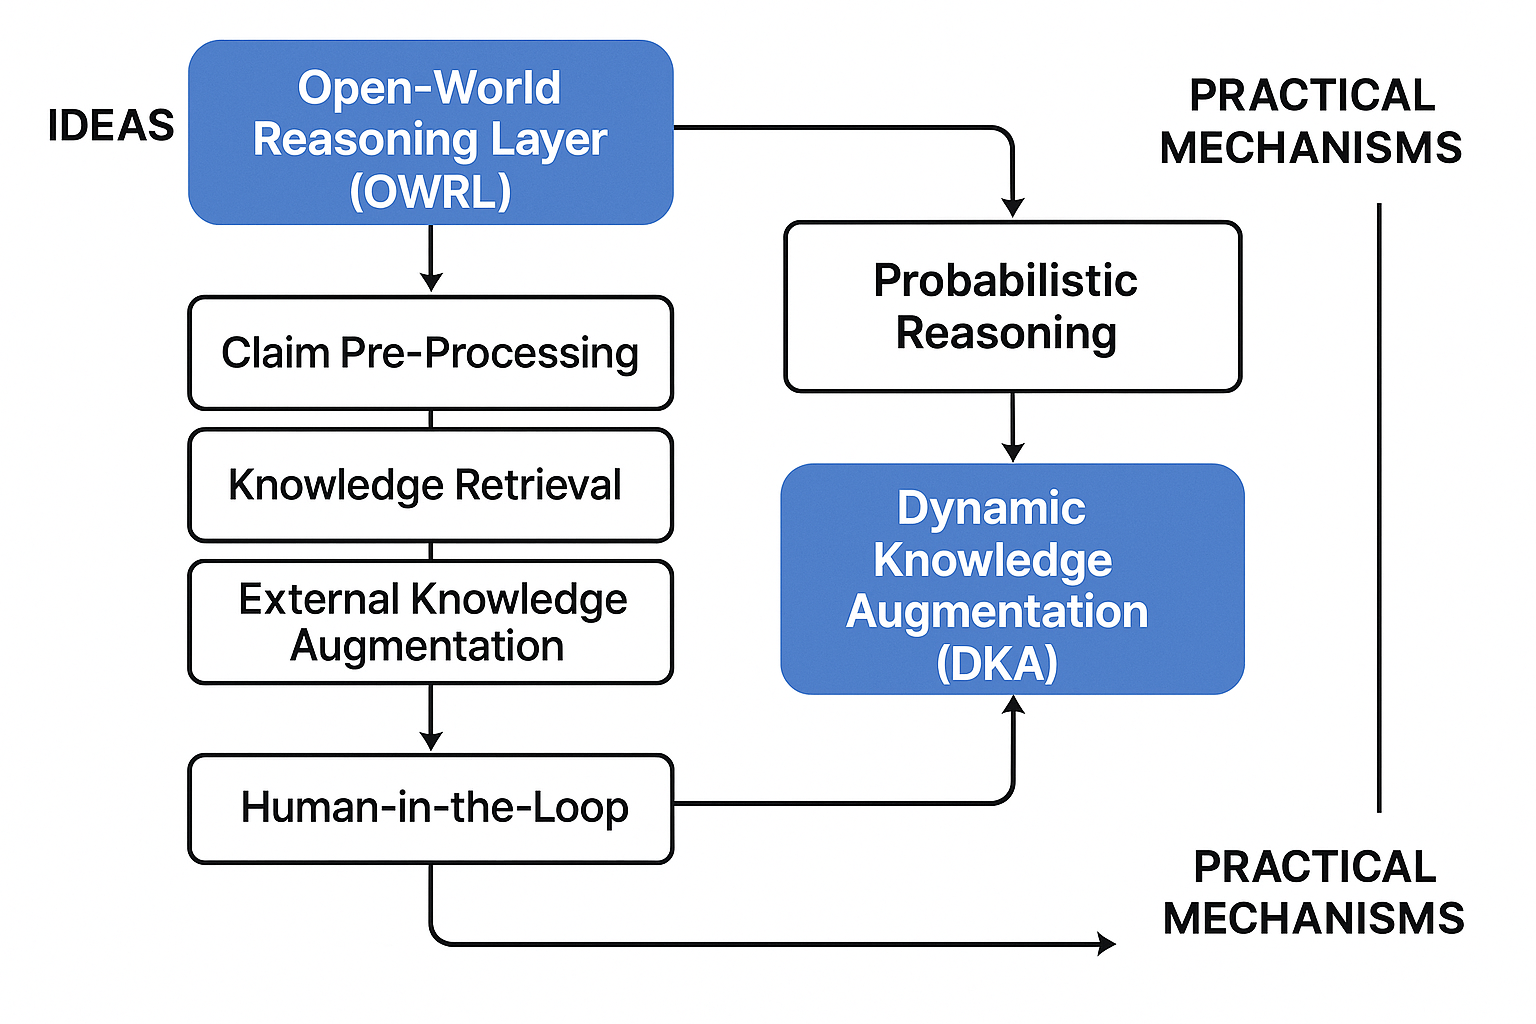 IDEAS
Open-World
Reasoning Layer
(OWRL)
PRACTICAL
MECHANISMS
Claim Pre-Processing
Knowledge Retrieval
External Knowledge
Augmentation
Human-in-the-Loop
Probabilistic
Reasoning
Dynamic
Knowledge
Augmentation
(DKA)
PRACTICAL
MECHANISMS